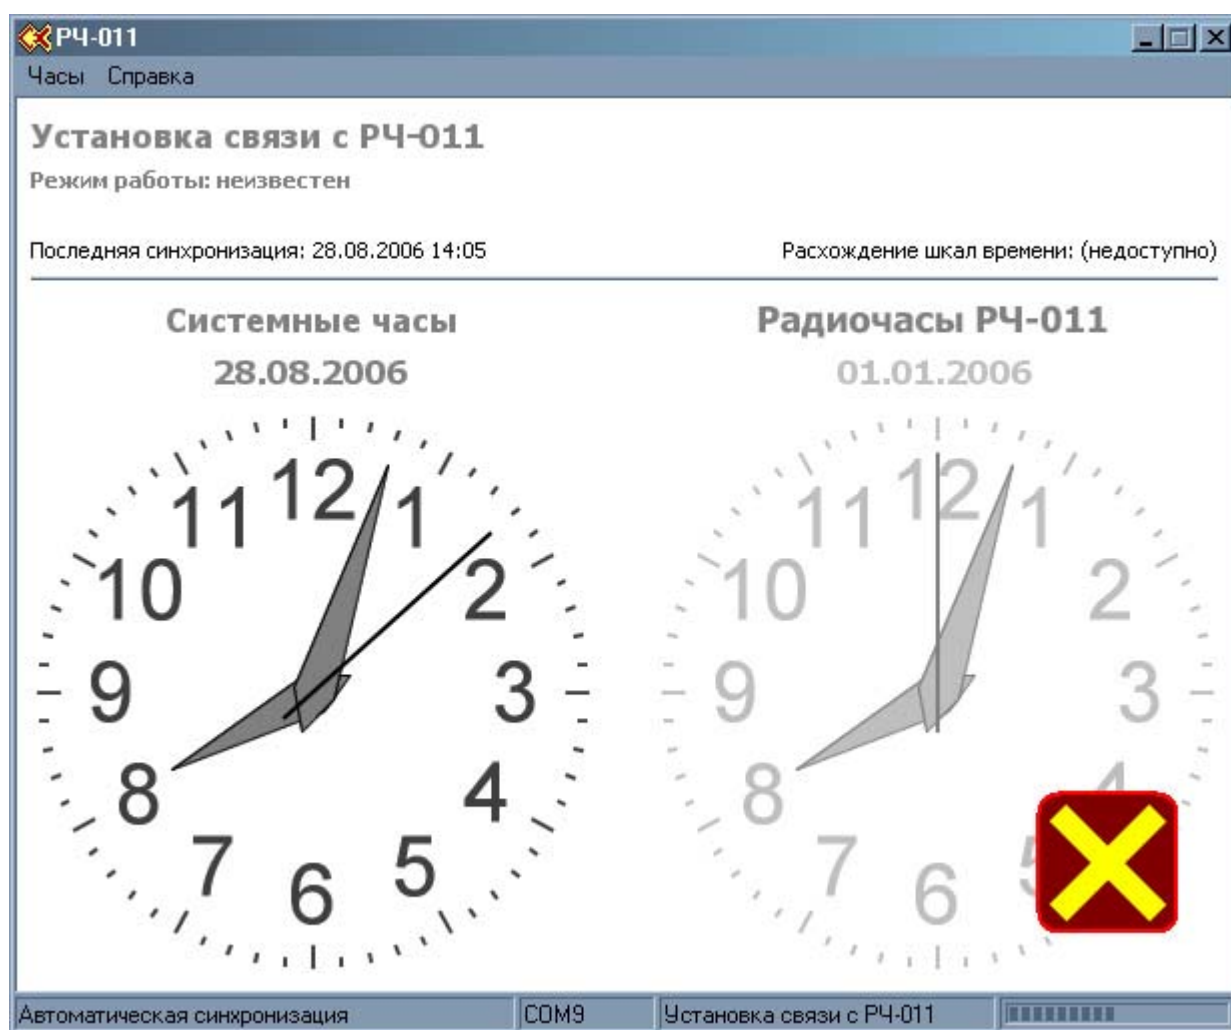 РЧ-011
Часы Справка
Установка связи с РЧ-011
Режим работы: неизвестен
Последняя синхронизация: 28.08.2006 14:05
Расхождение шкал времени: (недоступно)
Системные часы
28.08.2006
12
1
2
3
4
5
6
7
8
9
10
11
Радиочасы РЧ-011
01.01.2006
12
1
2
3
4
5
6
7
8
9
10
11
Автоматическая синхронизация
COM9
Установка связи с РЧ-011